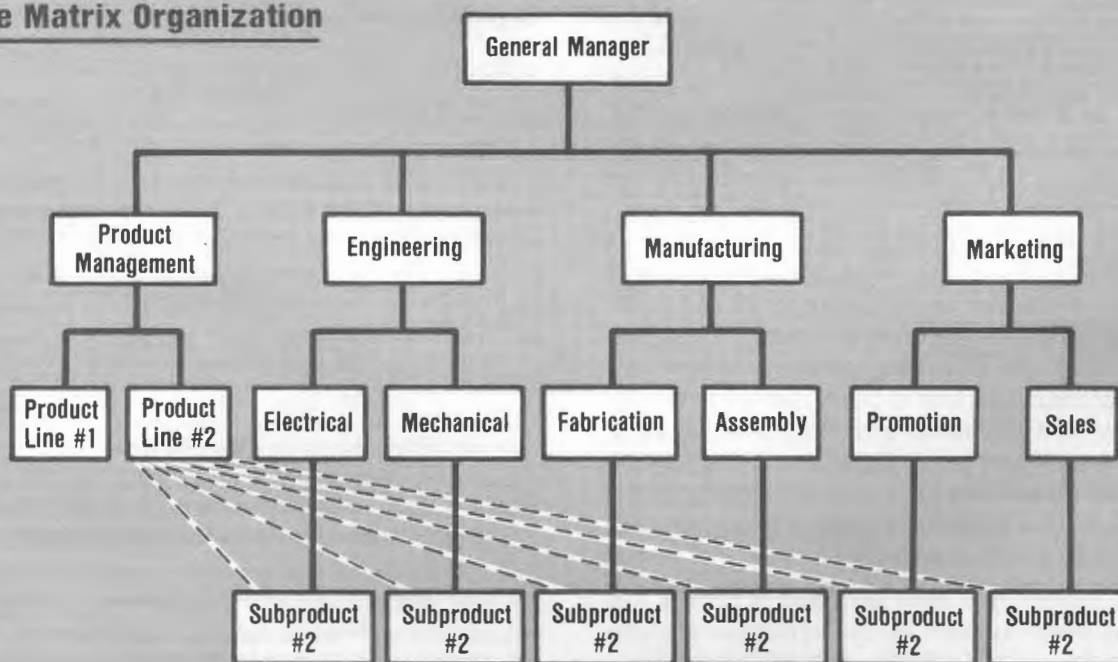 e Matrix Organization
General Manager
Product
Management
Engineering
Manufacturing
Marketing
Product
Line #1
Product
Line #2
Electrical
Mechanical
Fabrication
Assembly
Promotion
Sales
Subproduct
#2
Subproduct
#2
Subproduct
#2
Subproduct
#2
Subproduct
#2
Subproduct
#2